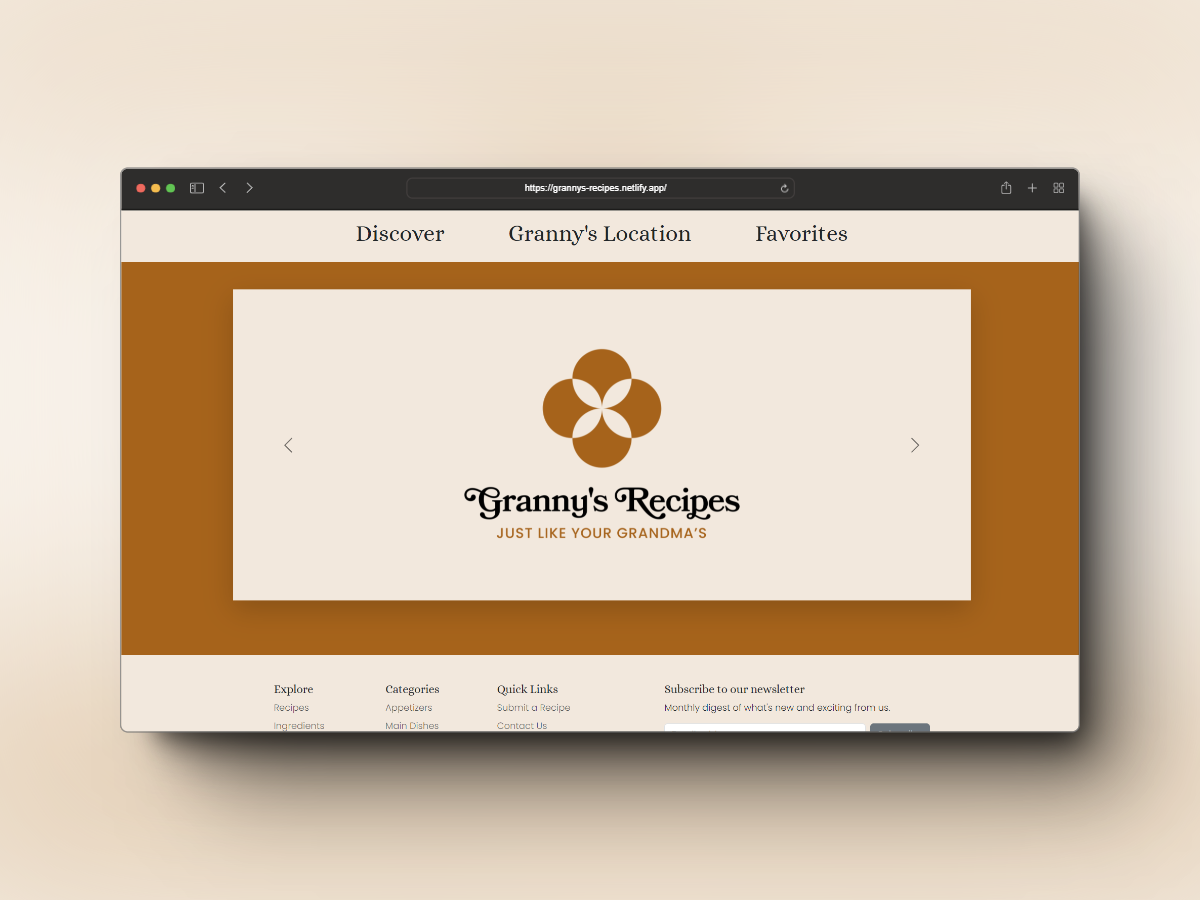 https://grannys-recipes.netlify.app/
Discover Granny's Location Favorites
Granny's Recipes
JUST LIKE YOUR GRANDMA'S
Explore Categories Quick Links Subscribe to our newsletter
Recipes Appetizers Submit a Recipe Monthly digest of what's new and exciting from us.
Ingredients Main Dishes Contact Us